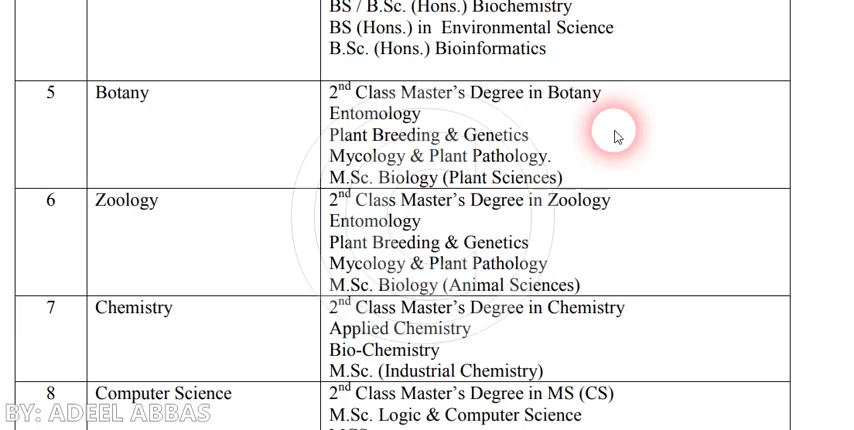 BS / B.Sc. (Hons.) Biochemistry
BS (Hons.) in Environmental Science
B.Sc. (Hons.) Bioinformatics
5 Botany 2nd Class Master's Degree in Botany
Entomology
Plant Breeding & Genetics
Mycology & Plant Pathology.
M.Sc. Biology (Plant Sciences)
6 Zoology 2nd Class Master's Degree in Zoology
Entomology
Plant Breeding & Genetics
Mycology & Plant Pathology
M.Sc. Biology (Animal Sciences)
7 Chemistry 2nd Class Master's Degree in Chemistry
Applied Chemistry
Bio-Chemistry
M.Sc. (Industrial Chemistry)
8 Computer Science 2nd Class Master's Degree in MS (CS)
M.Sc. Logic & Computer Science
BY: ADEEL ABBAS